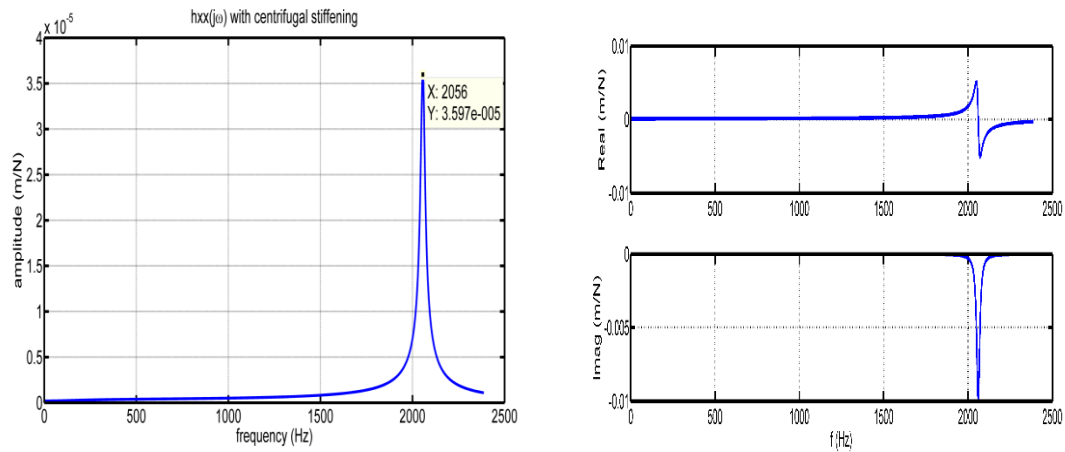 hxx(jω) with centrifugal stiffening
x 10^-5
4
3.5
3
2.5
2
1.5
1
0.5
0
amplitude (m/N)
X: 2056
Y: 3.597e-005
0 500 1000 1500 2000 2500
frequency (Hz)
0.01
0
-0.01
Real (m/N)
0 500 1000 1500 2000 2500
0
-0.005
-0.01
Imag (m/N)
0 500 1000 1500 2000 2500
f (Hz)